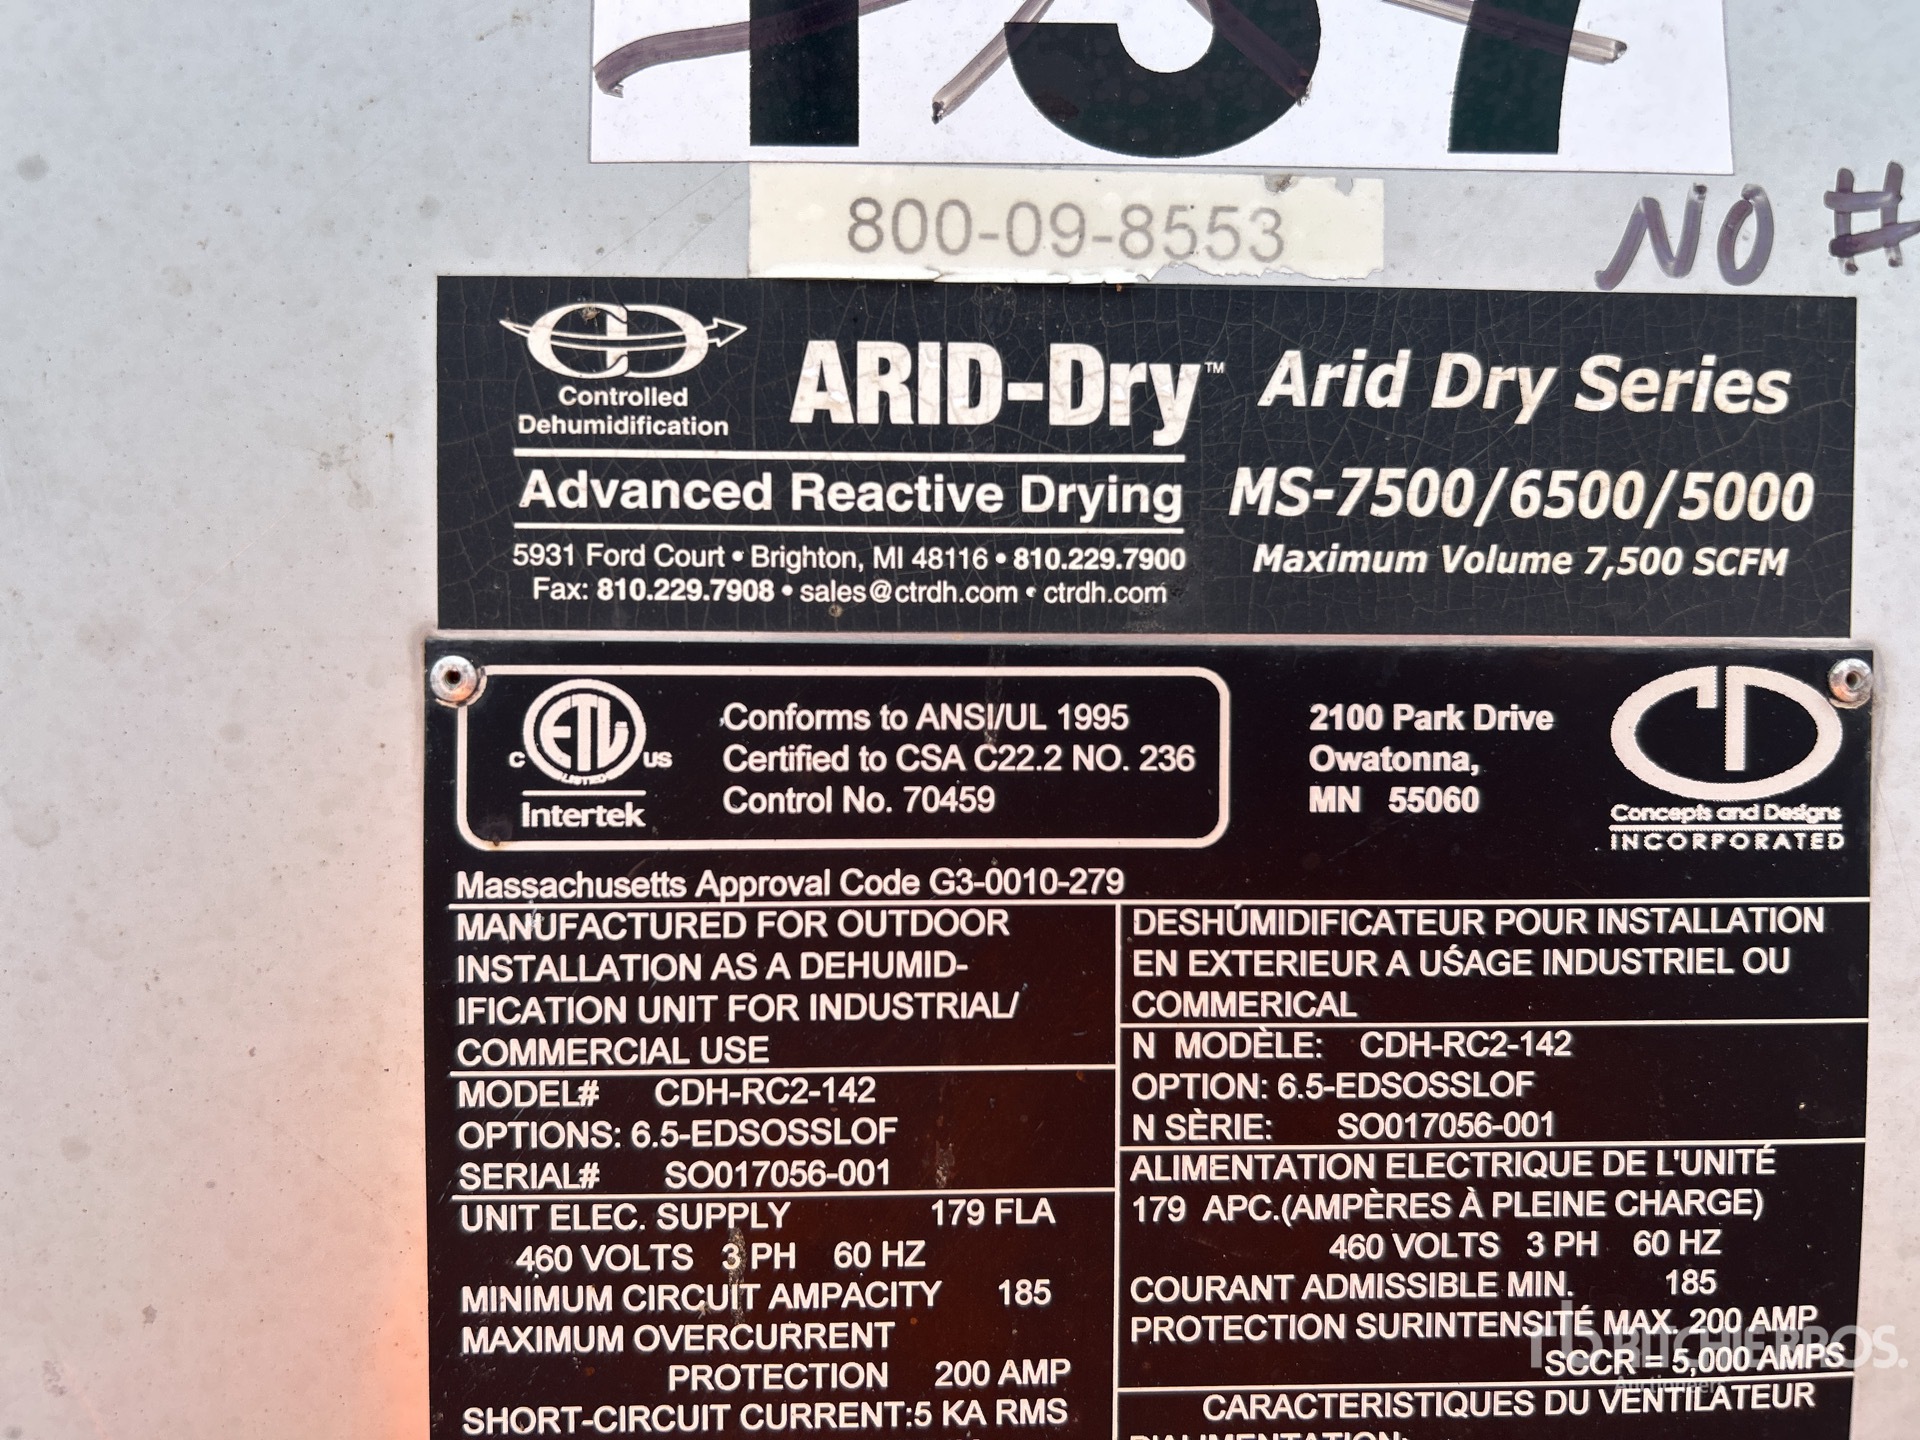 800-09-8553
NO #
Controlled
Dehumidification
ARID-Dry™
Advanced Reactive Drying
5931 Ford Court • Brighton, MI 48116 • 810.229.7900
Fax: 810.229.7908 • sales@ctrdh.com • ctrdh.com
Arid Dry Series
MS-7500/6500/5000
Maximum Volume 7,500 SCFM
C ETL US
LISTED
Intertek
Conforms to ANSI/UL 1995
Certified to CSA C22.2 NO. 236
Control No. 70459
2100 Park Drive
Owatonna,
MN 55060
Concepts and Designs
INCORPORATED
Massachusetts Approval Code G3-0010-279
MANUFACTURED FOR OUTDOOR
INSTALLATION AS A DEHUMID-
IFICATION UNIT FOR INDUSTRIAL/
COMMERCIAL USE
MODEL# CDH-RC2-142
OPTIONS: 6.5-EDSOSSLOF
SERIAL# SO017056-001
UNIT ELEC. SUPPLY 179 FLA
460 VOLTS 3 PH 60 HZ
MINIMUM CIRCUIT AMPACITY 185
MAXIMUM OVERCURRENT
PROTECTION 200 AMP
SHORT-CIRCUIT CURRENT:5 KA RMS
DESHUMIDIFICATEUR POUR INSTALLATION
EN EXTERIEUR A USAGE INDUSTRIEL OU
COMMERICAL
N MODÈLE: CDH-RC2-142
OPTION: 6.5-EDSOSSLOF
N SÈRIE: SO017056-001
ALIMENTATION ELECTRIQUE DE L'UNITÉ
179 APC.(AMPÈRES À PLEINE CHARGE)
460 VOLTS 3 PH 60 HZ
COURANT ADMISSIBLE MIN. 185
PROTECTION SURINTENSITÉ MAX. 200 AMP
SCCR = 5,000 AMPS
CARACTERISTIQUES DU VENTILATEUR
D'ALIMENTATION:
rb RITCHIE BROS.
Auctioneers